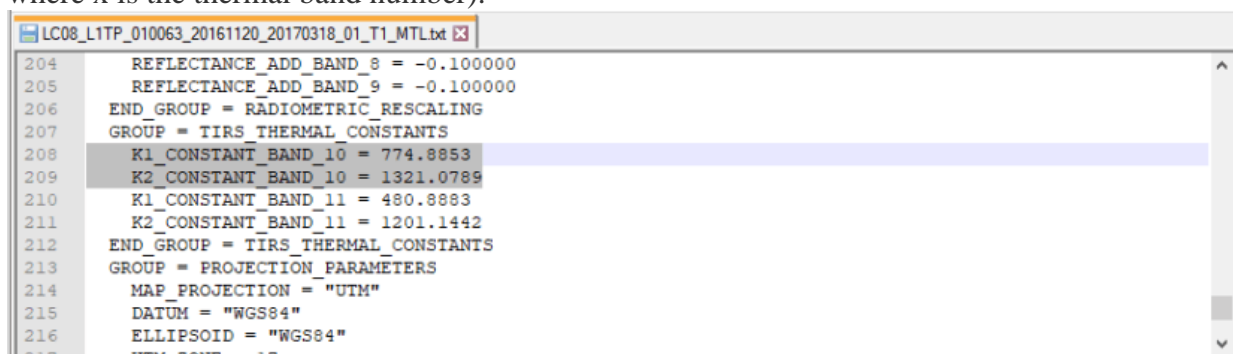 where x is the thermal band number):
LC08_L1TP_010063_20161120_20170318_01_T1_MTL.txt
204 REFLECTANCE_ADD_BAND_8 = -0.100000
205 REFLECTANCE_ADD_BAND_9 = -0.100000
206 END_GROUP = RADIOMETRIC_RESCALING
207 GROUP = TIRS_THERMAL_CONSTANTS
208 K1_CONSTANT_BAND_10 = 774.8853
209 K2_CONSTANT_BAND_10 = 1321.0789
210 K1_CONSTANT_BAND_11 = 480.8883
211 K2_CONSTANT_BAND_11 = 1201.1442
212 END_GROUP = TIRS_THERMAL_CONSTANTS
213 GROUP = PROJECTION_PARAMETERS
214 MAP_PROJECTION = "UTM"
215 DATUM = "WGS84"
216 ELLIPSOID = "WGS84"